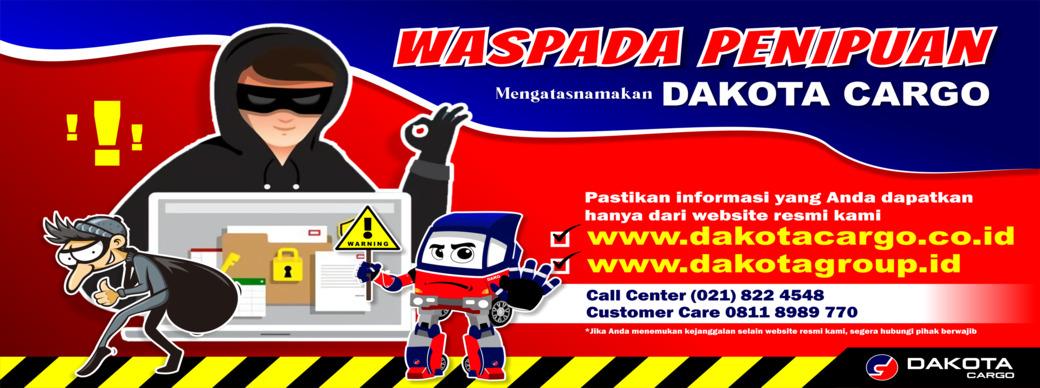 WASPADA PENIPUAN
Mengatasnamakan DAKOTA CARGO
! ! !
WARNING
Pastikan informasi yang Anda dapatkan
hanya dari website resmi kami
www.dakotacargo.co.id
www.dakotagroup.id
Call Center (021) 822 4548
Customer Care 0811 8989 770
*Jika Anda menemukan kejanggalan selain website resmi kami, segera hubungi pihak berwajib
DAKOTA
CARGO